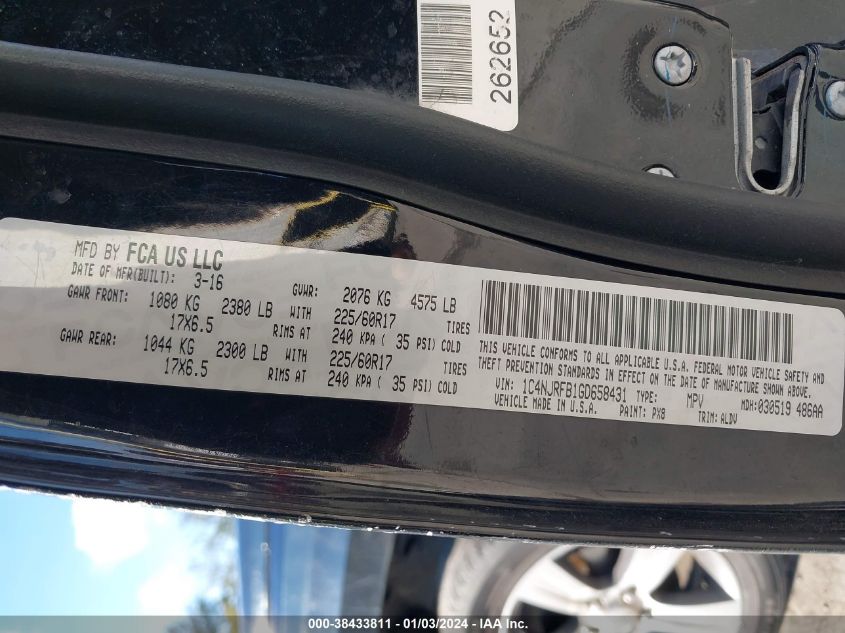 262652
MFD BY FCA US LLC
DATE OF MFR(BUILT): 3-16 GVWR: 2076 KG 4575 LB
GAWR FRONT: 1080 KG 2380 LB WITH 225/60R17 TIRES
17X6.5 RIMS AT 240 KPA ( 35 PSI) COLD
GAWR REAR: 1044 KG 2300 LB WITH 225/60R17 TIRES
17X6.5 RIMS AT 240 KPA ( 35 PSI) COLD
THIS VEHICLE CONFORMS TO ALL APPLICABLE U.S.A. FEDERAL MOTOR VEHICLE SAFETY AND
THEFT PREVENTION STANDARDS IN EFFECT ON THE DATE OF MANUFACTURE SHOWN ABOVE.
VIN: 1C4NJRFB1GD658431 TYPE: MPV MDH:030519 486AA
VEHICLE MADE IN U.S.A. PAINT: PX8 TRIM: ALDV
000-38433811 - 01/03/2024 - IAA Inc.